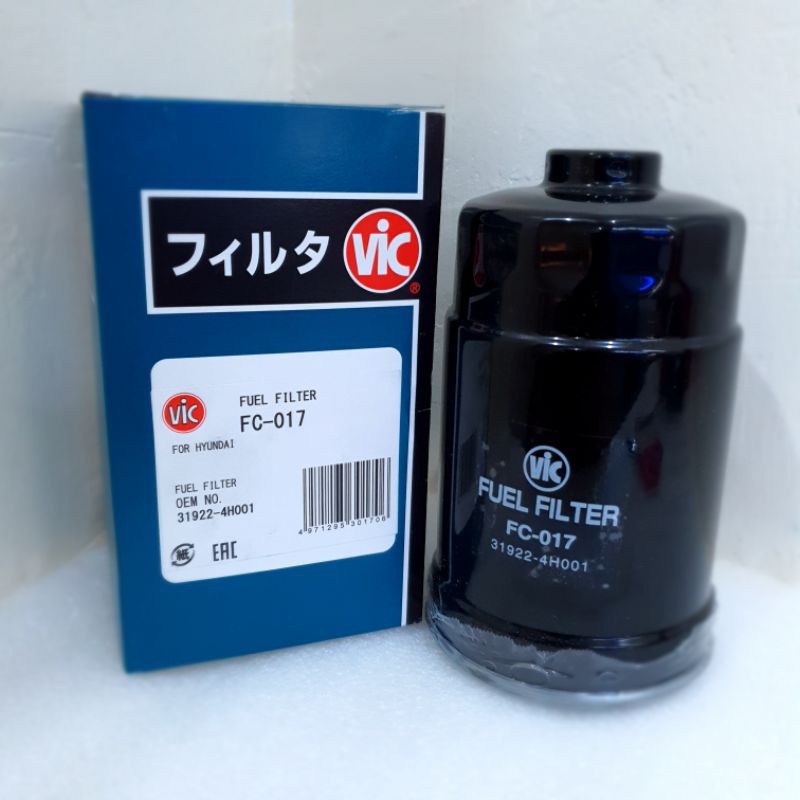 フィルタ VIC ®
VIC FUEL FILTER
FC-017
FOR HYUNDAI
FUEL FILTER
OEM NO.
31922-4H001
4 971295 301706
EAC
VIC
FUEL FILTER
FC-017
31922-4H001